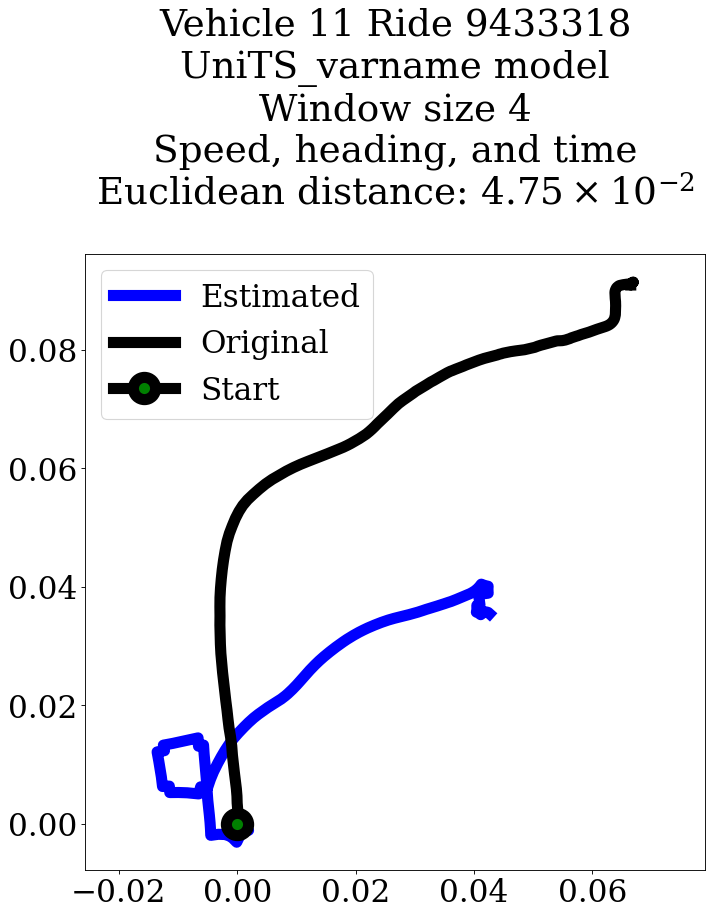 Vehicle 11 Ride 9433318
UniTS_varname model
Window size 4
Speed, heading, and time
Euclidean distance: 4.75 × 10⁻²
Estimated
Original
Start
0.08
0.06
0.04
0.02
0.00
−0.02 0.00 0.02 0.04 0.06